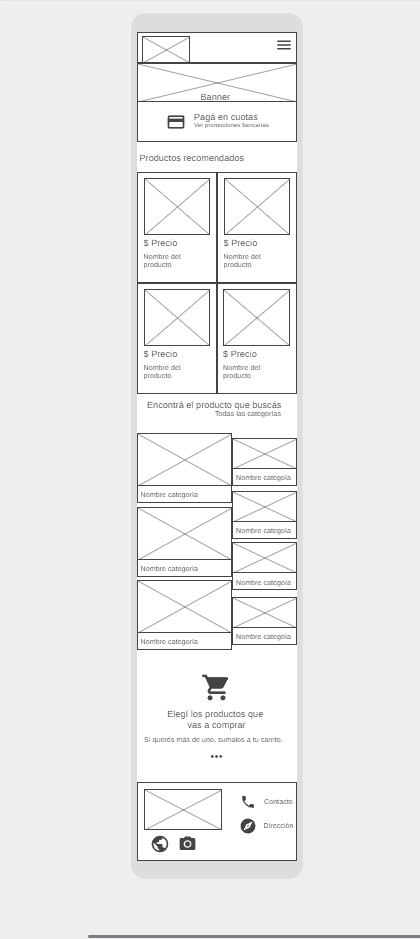 Banner
Pagá en cuotas
Ver promociones bancarias
Productos recomendados
$ Precio
Nombre del
producto
$ Precio
Nombre del
producto
$ Precio
Nombre del
producto
$ Precio
Nombre del
producto
Encontrá el producto que buscás
Todas las categorías
Nombre categoría
Nombre categoía
Nombre categoría
Nombre categoría
Nombre categoría
Nombre categoría
Nombre categoría
Elegí los productos que
vas a comprar
Si querés más de uno, sumalos a tu carrito.
Contacto
Dirección